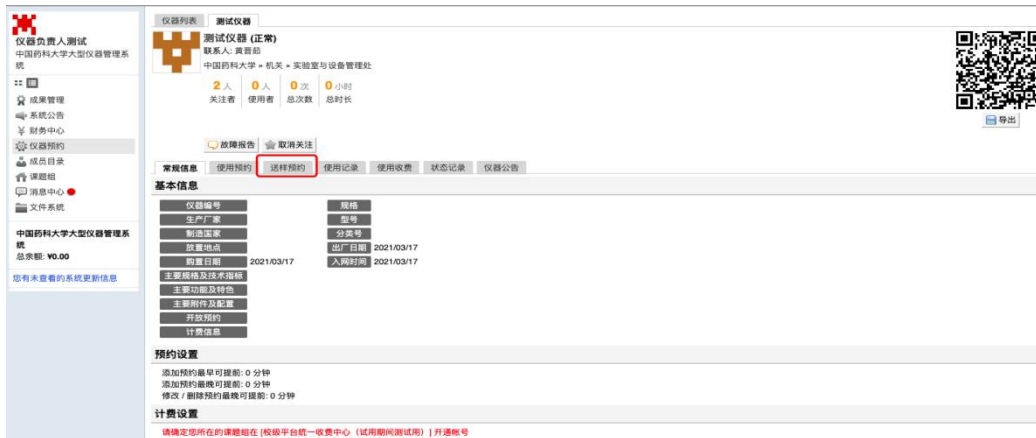 仪器负责人测试
中国药科大学大型仪器管理系
统
成果管理
系统公告
财务中心
仪器预约
成员目录
课题组
消息中心
文件系统
中国药科大学大型仪器管理系
统
总余额: ¥0.00
您有未查看的系统更新信息
仪器列表 测试仪器
测试仪器 (正常)
联系人: 黄晋茹
中国药科大学 » 机关 » 实验室与设备管理处
2 人 0 人 0 次 0 小时
关注者 使用者 总次数 总时长
导出
故障报告 取消关注
常规信息 使用预约 送样预约 使用记录 使用收费 状态记录 仪器公告
基本信息
仪器编号 规格
生产厂家 型号
制造国家 分类号
放置地点 出厂日期 2021/03/17
购置日期 2021/03/17 入网时间 2021/03/17
主要规格及技术指标
主要功能及特色
主要附件及配置
开放预约
计费信息
预约设置
添加预约最早可提前: 0 分钟
添加预约最晚可提前: 0 分钟
修改 / 删除预约最晚可提前: 0 分钟
计费设置
请确定您所在的课题组在 [校级平台统一收费中心（试用期间测试用）] 开通帐号